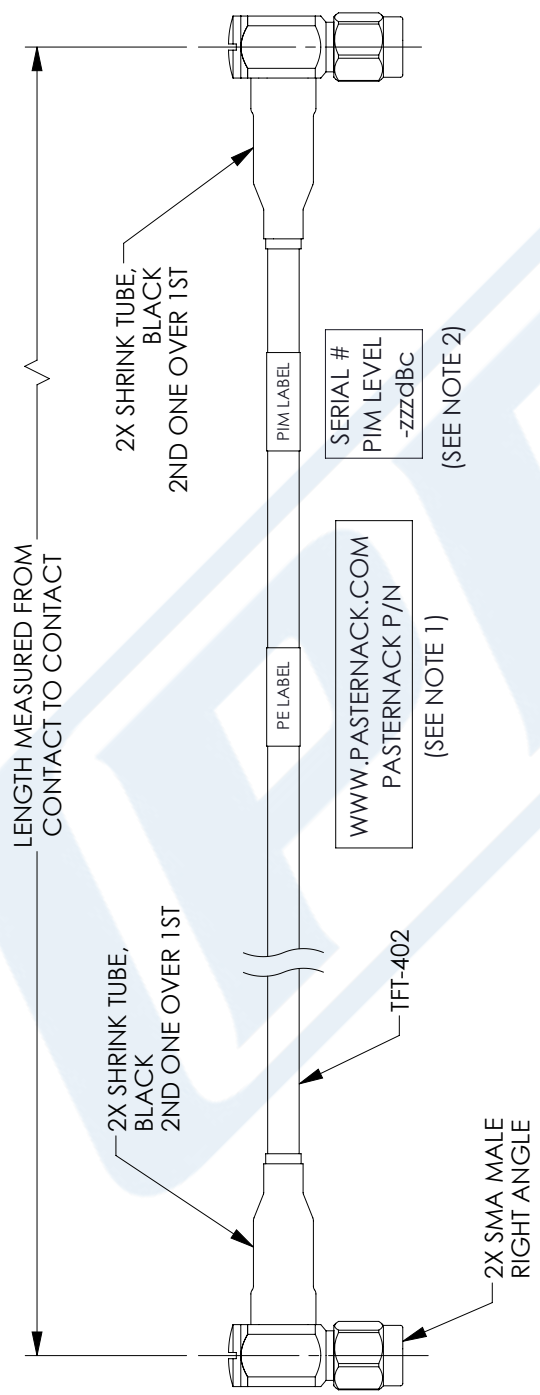 LENGTH MEASURED FROM
CONTACT TO CONTACT
2X SHRINK TUBE,
BLACK
2ND ONE OVER 1ST
2X SHRINK TUBE,
BLACK
2ND ONE OVER 1ST
PE LABEL
PIM LABEL
TFT-402
WWW.PASTERNACK.COM
PASTERNACK P/N
(SEE NOTE 1)
SERIAL #
PIM LEVEL
-zzzdBc
(SEE NOTE 2)
2X SMA MALE
RIGHT ANGLE